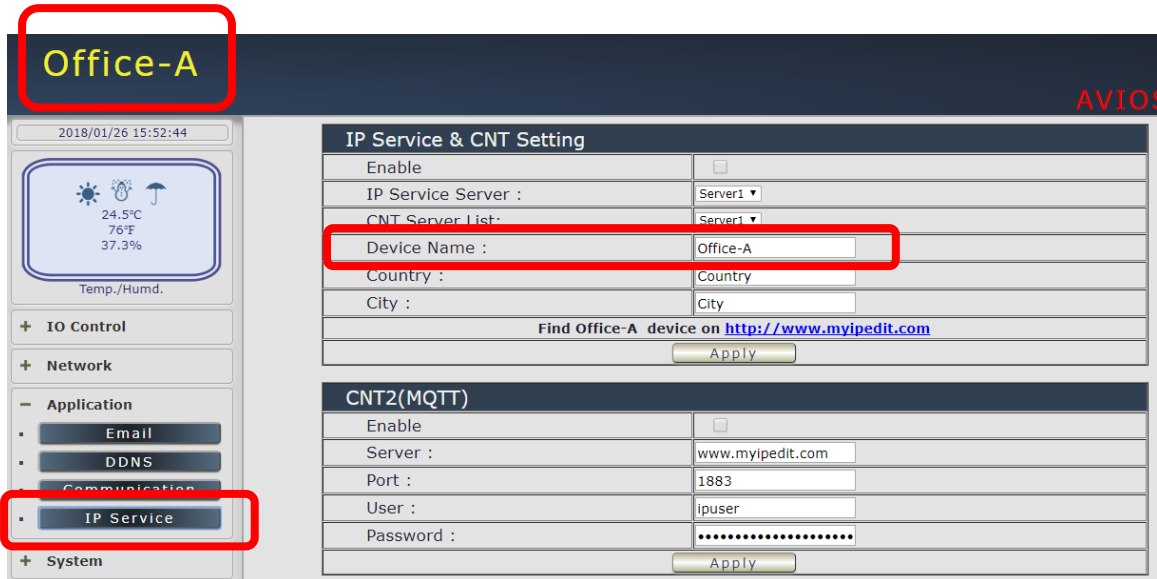 Office-A
AVIOS
2018/01/26 15:52:44
24.5℃
76℉
37.3%
Temp./Humd.
+ IO Control
+ Network
− Application
Email
DDNS
Communication
IP Service
+ System
IP Service & CNT Setting
Enable
IP Service Server : Server1
CNT Server List: Server1
Device Name : Office-A
Country : Country
City : City
Find Office-A device on http://www.myipedit.com
Apply
CNT2(MQTT)
Enable
Server : www.myipedit.com
Port : 1883
User : ipuser
Password : •••••••••••••••••••••
Apply